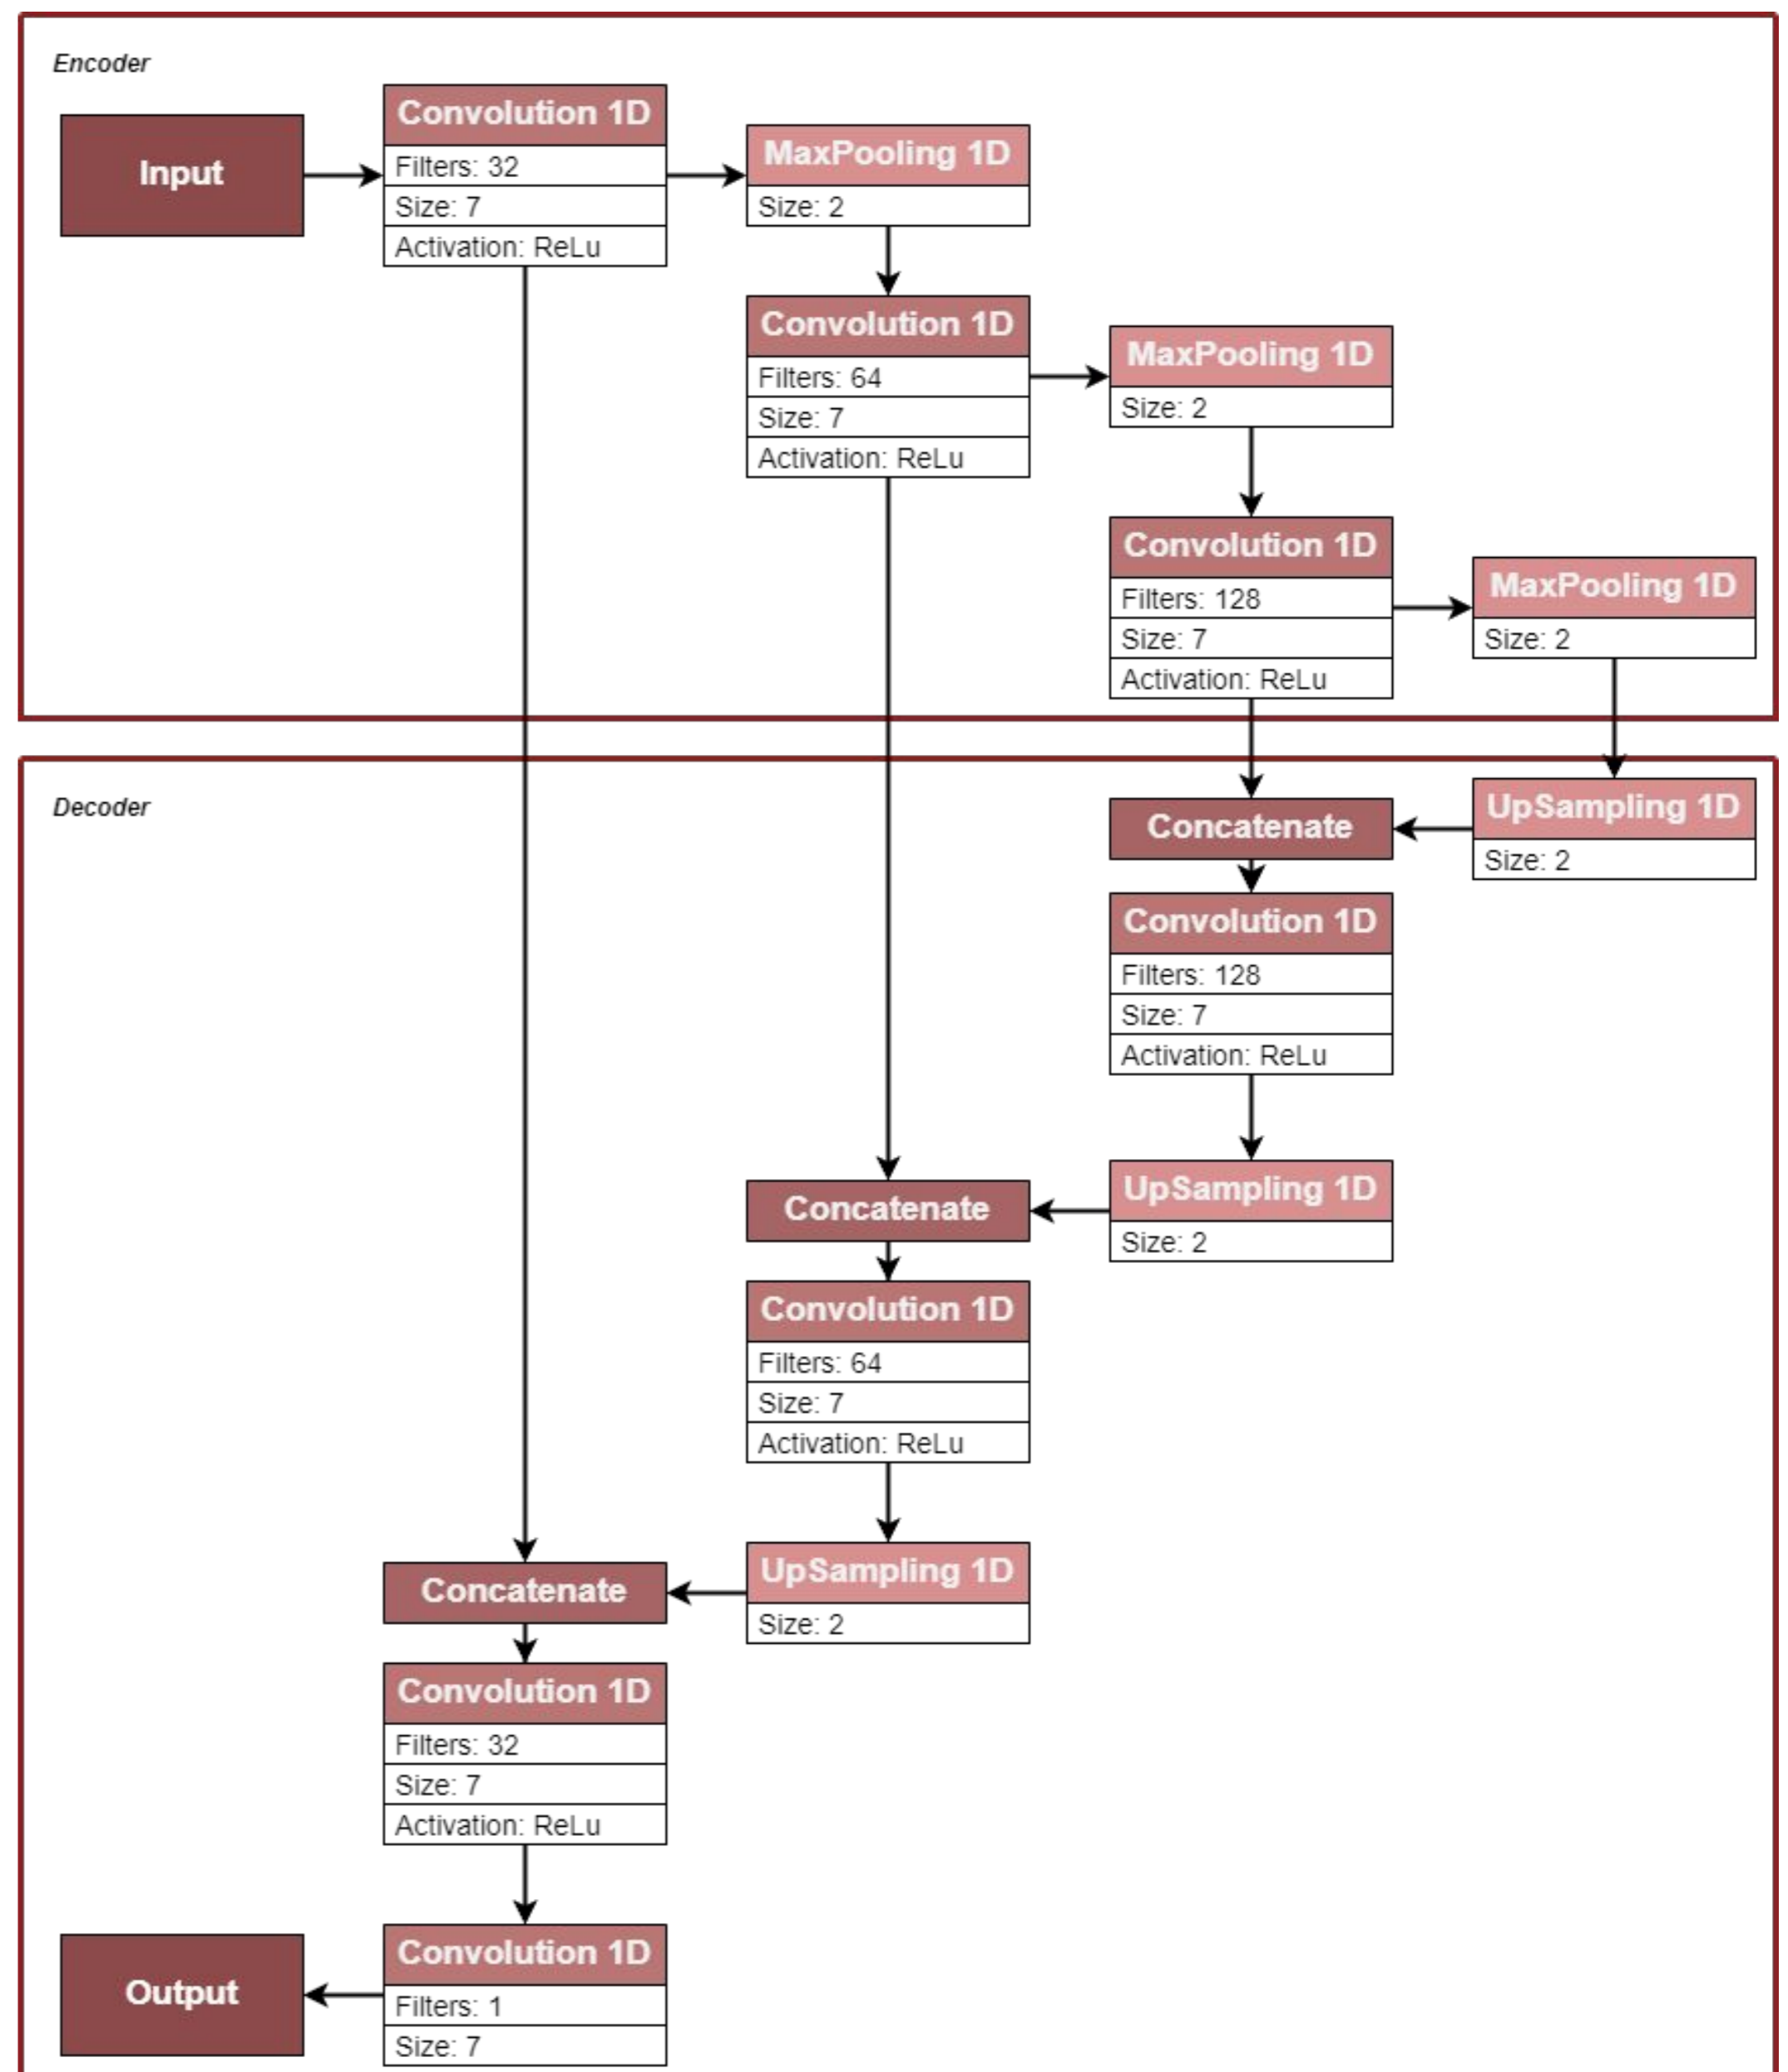 Encoder
Input
Convolution 1D
Filters: 32
Size: 7
Activation: ReLu
MaxPooling 1D
Size: 2
Convolution 1D
Filters: 64
Size: 7
Activation: ReLu
MaxPooling 1D
Size: 2
Convolution 1D
Filters: 128
Size: 7
Activation: ReLu
MaxPooling 1D
Size: 2
Decoder
UpSampling 1D
Size: 2
Concatenate
Convolution 1D
Filters: 128
Size: 7
Activation: ReLu
UpSampling 1D
Size: 2
Concatenate
Convolution 1D
Filters: 64
Size: 7
Activation: ReLu
UpSampling 1D
Size: 2
Concatenate
Convolution 1D
Filters: 32
Size: 7
Activation: ReLu
Convolution 1D
Filters: 1
Size: 7
Output